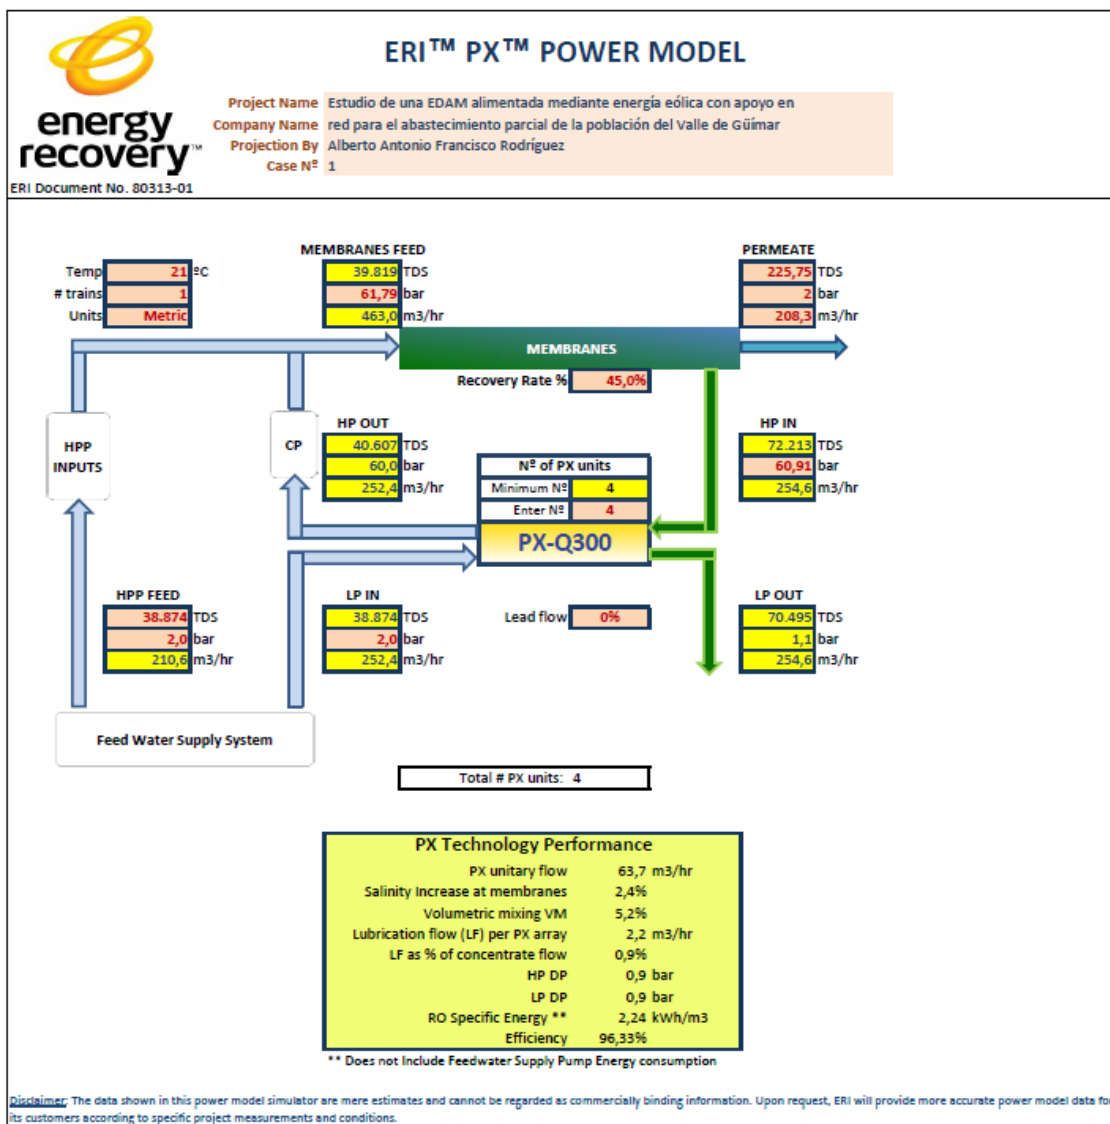 ERI™ PX™ POWER MODEL
energy
recovery™
ERI Document No. 80313-01
Project Name Estudio de una EDAM alimentada mediante energía eólica con apoyo en
Company Name red para el abastecimiento parcial de la población del Valle de Güímar
Projection By Alberto Antonio Francisco Rodríguez
Case Nº 1
Temp 21 ºC
# trains 1
Units Metric
MEMBRANES FEED
39.819 TDS
61,79 bar
463,0 m3/hr
PERMEATE
225,75 TDS
2 bar
208,3 m3/hr
MEMBRANES
Recovery Rate % 45,0%
HPP
INPUTS
CP
HP OUT
40.607 TDS
60,0 bar
252,4 m3/hr
Nº of PX units
Minimum Nº 4
Enter Nº 4
PX-Q300
HP IN
72.213 TDS
60,91 bar
254,6 m3/hr
HPP FEED
38.874 TDS
2,0 bar
210,6 m3/hr
LP IN
38.874 TDS
2,0 bar
252,4 m3/hr
Lead flow 0%
LP OUT
70.495 TDS
1,1 bar
254,6 m3/hr
Feed Water Supply System
Total # PX units: 4
PX Technology Performance
PX unitary flow 63,7 m3/hr
Salinity Increase at membranes 2,4%
Volumetric mixing VM 5,2%
Lubrication flow (LF) per PX array 2,2 m3/hr
LF as % of concentrate flow 0,9%
HP DP 0,9 bar
LP DP 0,9 bar
RO Specific Energy ** 2,24 kWh/m3
Efficiency 96,33%
** Does not Include Feedwater Supply Pump Energy consumption
Disclaimer: The data shown in this power model simulator are mere estimates and cannot be regarded as commercially binding information. Upon request, ERI will provide more accurate power model data for
its customers according to specific project measurements and conditions.